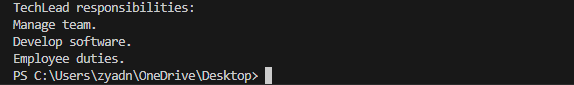 TechLead responsibilities:
Manage team.
Develop software.
Employee duties.
PS C:\Users\zyadn\OneDrive\Desktop>